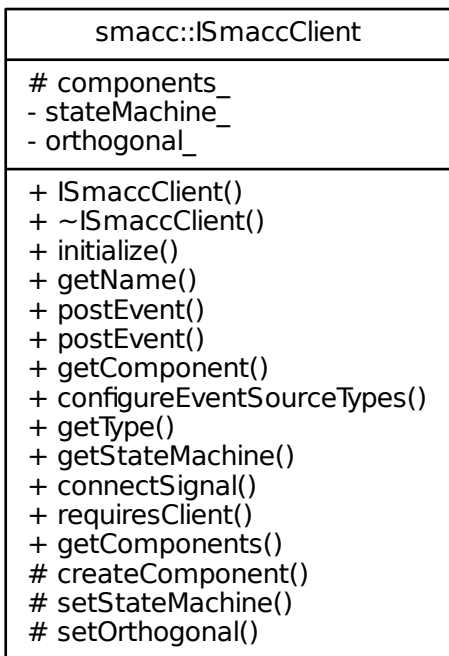 smacc::ISmaccClient
# components_
- stateMachine_
- orthogonal_
+ ISmaccClient()
+ ~ISmaccClient()
+ initialize()
+ getName()
+ postEvent()
+ postEvent()
+ getComponent()
+ configureEventSourceTypes()
+ getType()
+ getStateMachine()
+ connectSignal()
+ requiresClient()
+ getComponents()
# createComponent()
# setStateMachine()
# setOrthogonal()